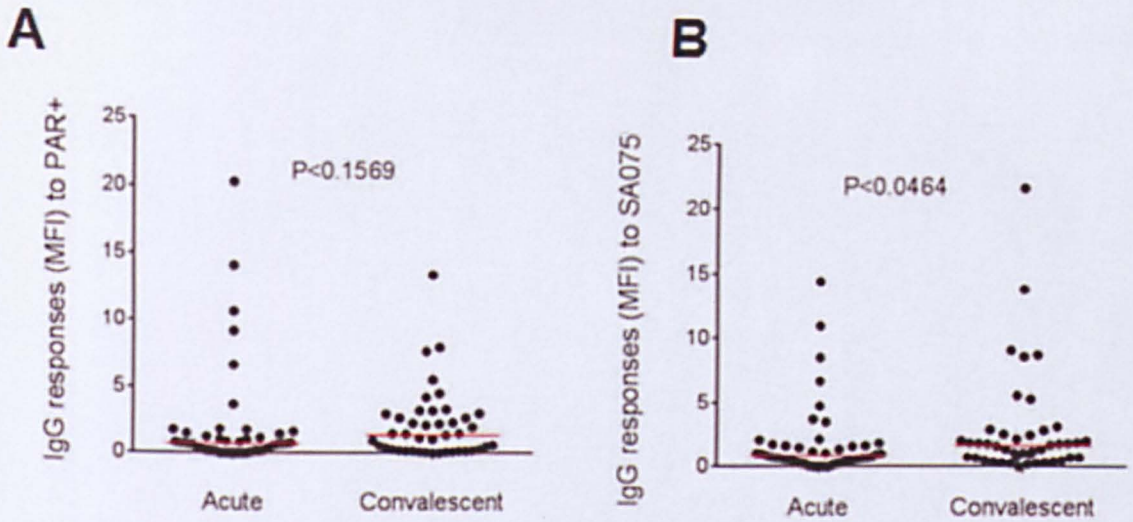 A
IgG responses (MFI) to PAR+
25
20
15
10
5
0
P<0.1569
Acute Convalescent
B
IgG responses (MFI) to SA075
25
20
15
10
5
0
P<0.0464
Acute Convalescent